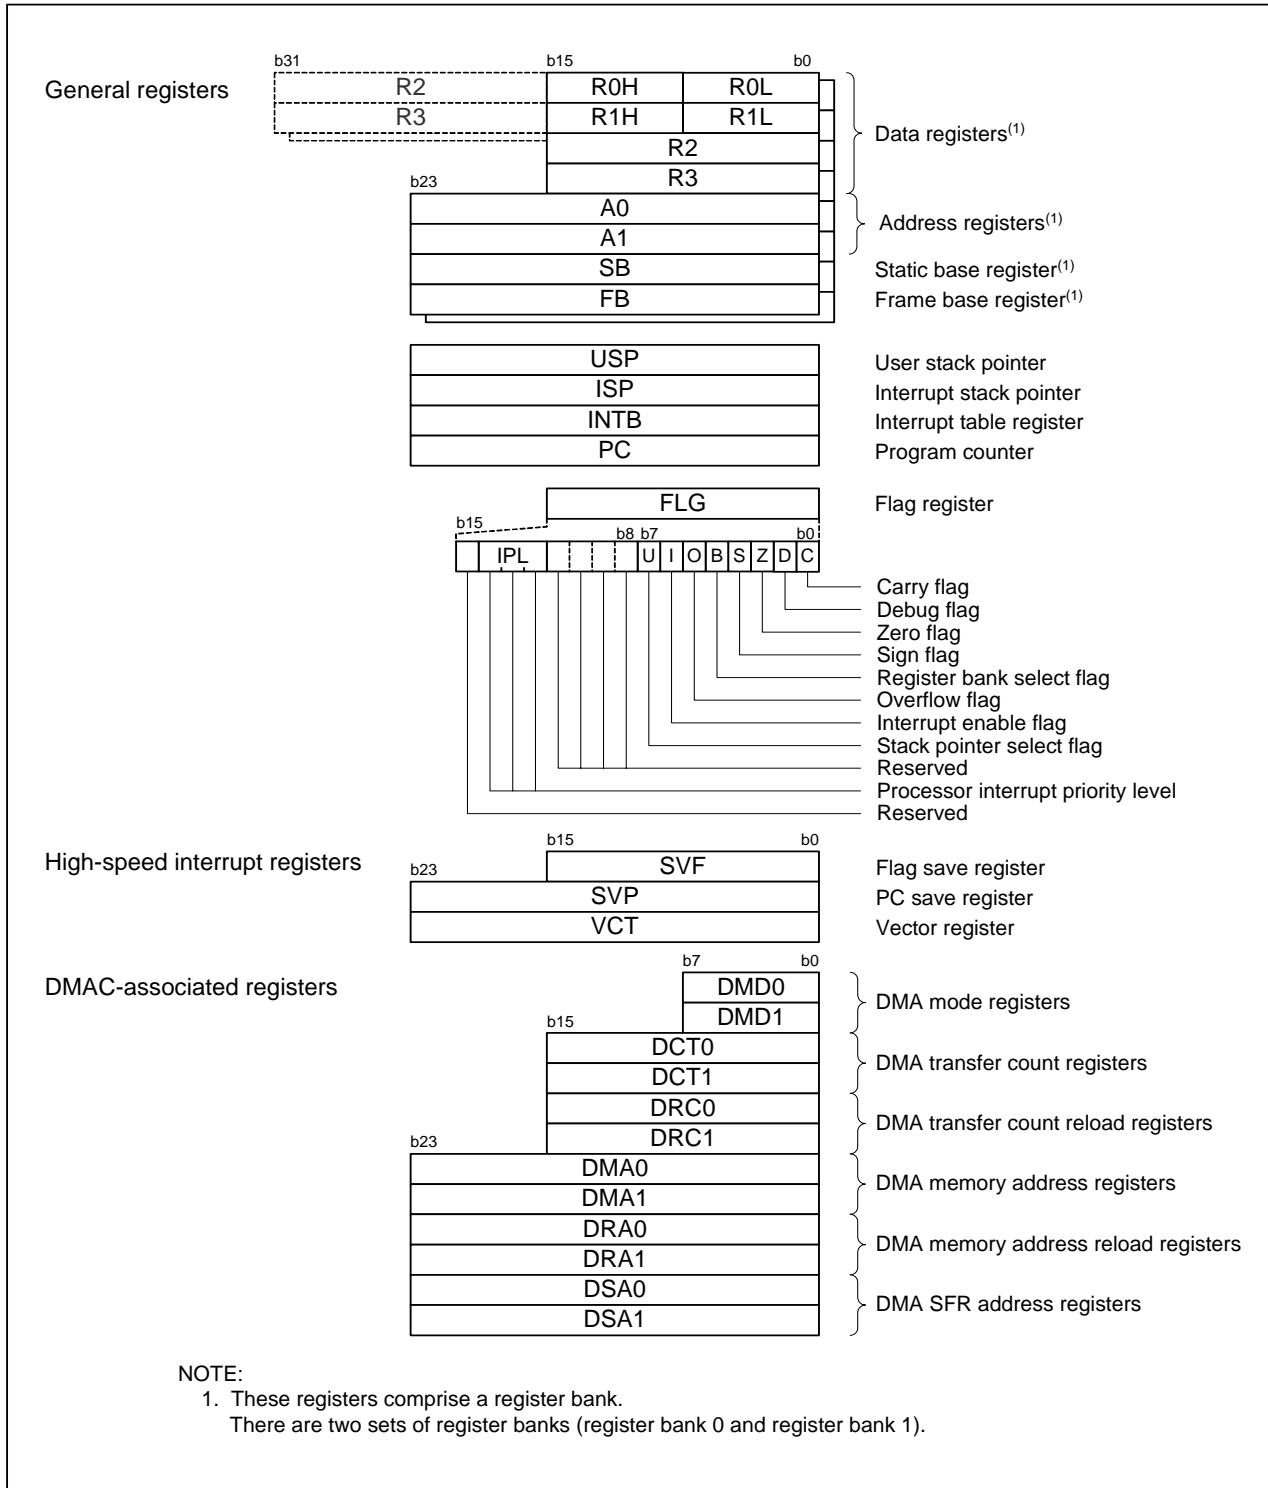 b31 b15 b0
General registers R2 R0H R0L
R3 R1H R1L
Data registers(1)
R2
b23 R3
A0
Address registers(1)
A1
SB Static base register(1)
FB Frame base register(1)
USP User stack pointer
ISP Interrupt stack pointer
INTB Interrupt table register
PC Program counter
FLG Flag register
b15 b8 b7 b0
IPL U I O B S Z D C
Carry flag
Debug flag
Zero flag
Sign flag
Register bank select flag
Overflow flag
Interrupt enable flag
Stack pointer select flag
Reserved
Processor interrupt priority level
Reserved
b15 b0
High-speed interrupt registers b23 SVF Flag save register
SVP PC save register
VCT Vector register
b7 b0
DMAC-associated registers DMD0
DMA mode registers
b15 DMD1
DCT0
DMA transfer count registers
DCT1
DRC0
DMA transfer count reload registers
b23 DRC1
DMA0
DMA memory address registers
DMA1
DRA0
DMA memory address reload registers
DRA1
DSA0
DMA SFR address registers
DSA1
NOTE:
1. These registers comprise a register bank.
There are two sets of register banks (register bank 0 and register bank 1).